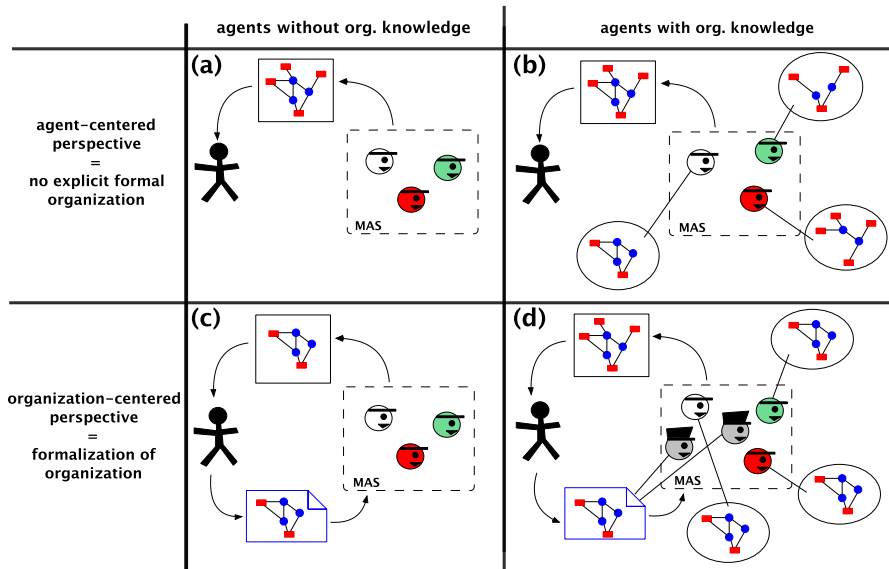 agents without org. knowledge
agents with org. knowledge
agent-centered
perspective
=
no explicit formal
organization
(a)
MAS
(b)
MAS
organization-centered
perspective
=
formalization of
organization
(c)
MAS
(d)
MAS